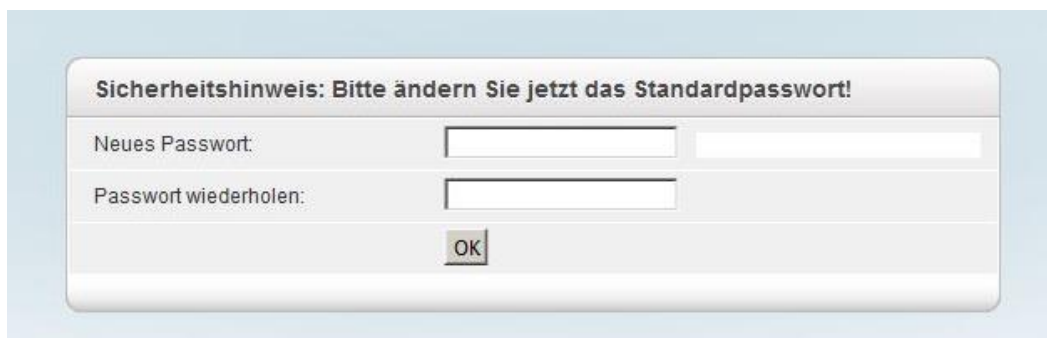 Sicherheitshinweis: Bitte ändern Sie jetzt das Standardpasswort!
Neues Passwort:
Passwort wiederholen:
OK